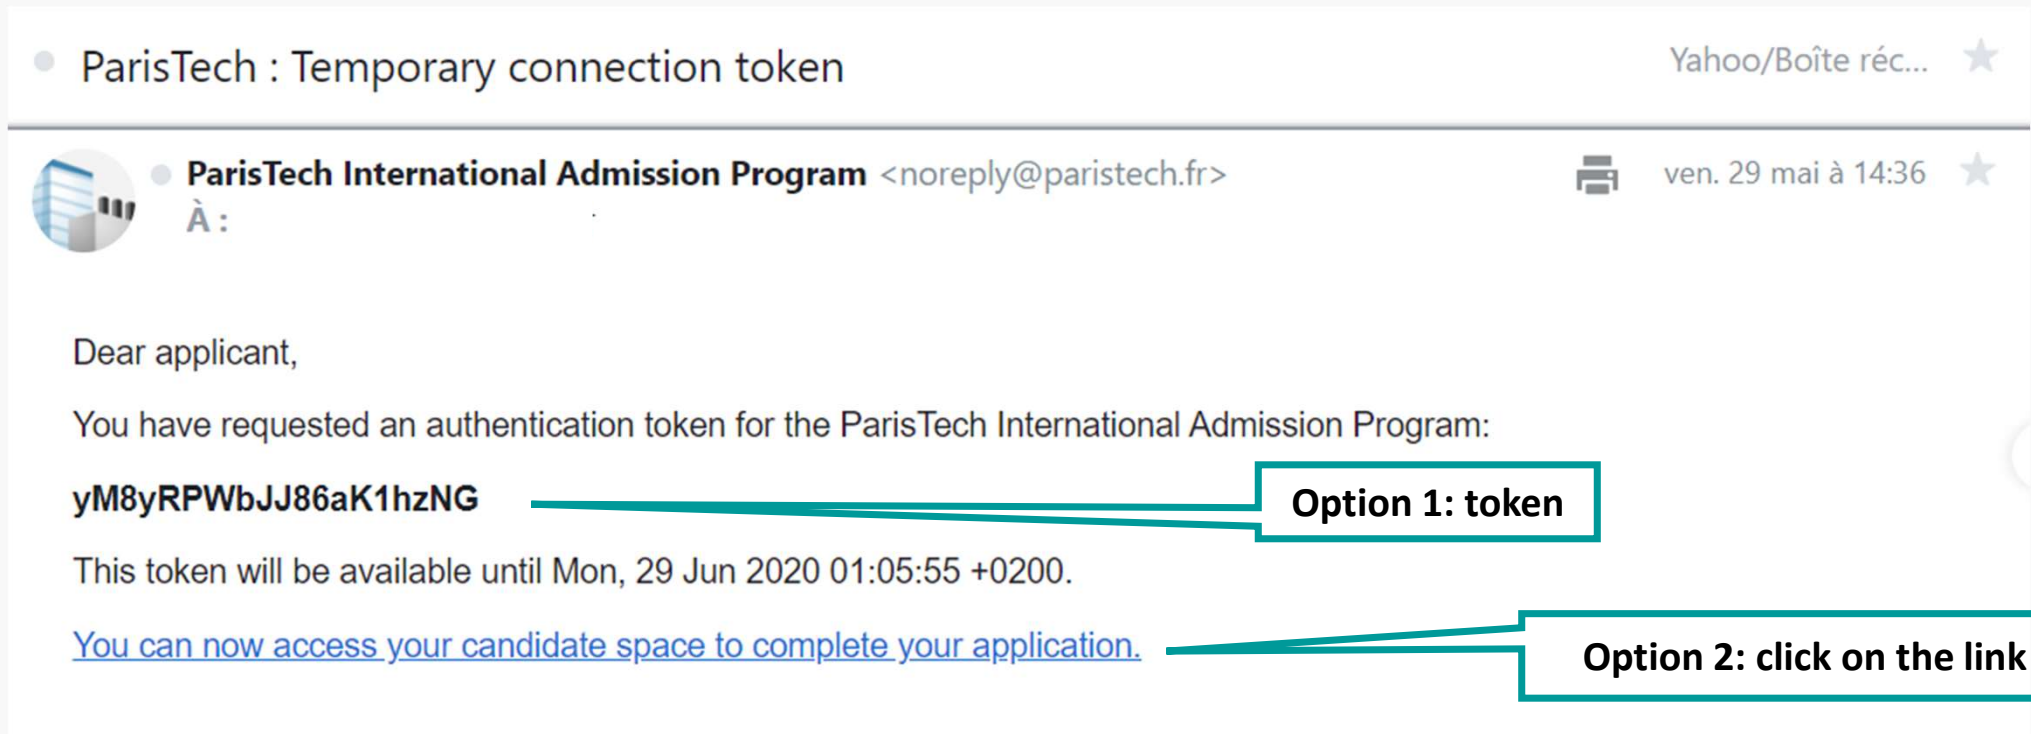 ParisTech : Temporary connection token
Yahoo/Boîte réc...
ParisTech International Admission Program <noreply@paristech.fr>
ven. 29 mai à 14:36
À :
Dear applicant,
You have requested an authentication token for the ParisTech International Admission Program:
yM8yRPWbJJ86aK1hzNG
Option 1: token
This token will be available until Mon, 29 Jun 2020 01:05:55 +0200.
You can now access your candidate space to complete your application.
Option 2: click on the link